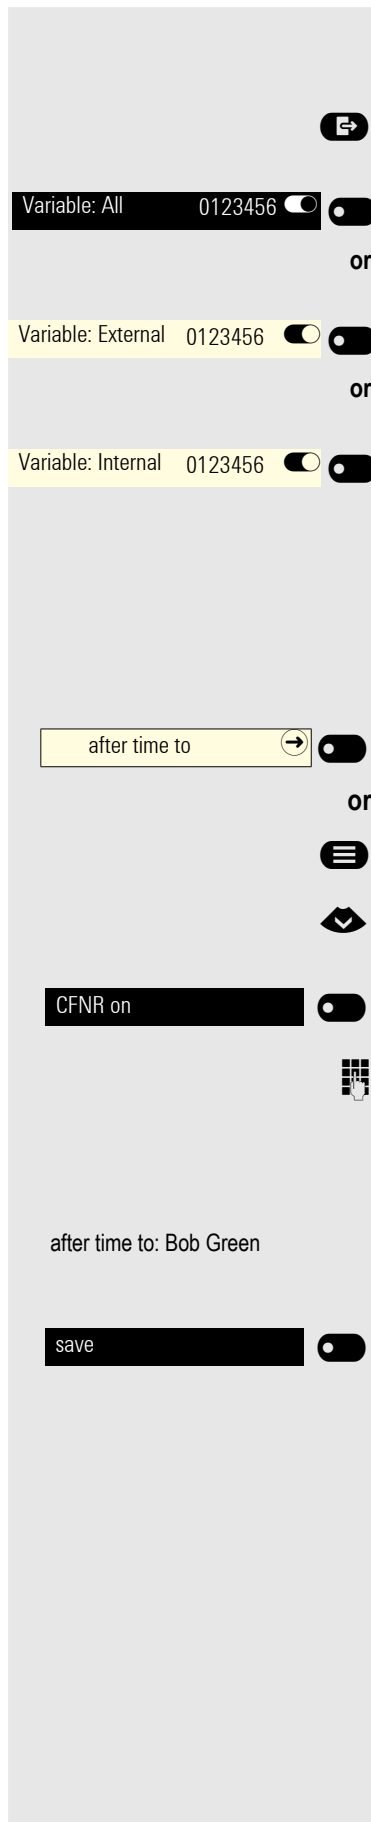 Variable: All 0123456
or
Variable: External 0123456
or
Variable: Internal 0123456
after time to
or
CFNR on
after time to: Bob Green
save